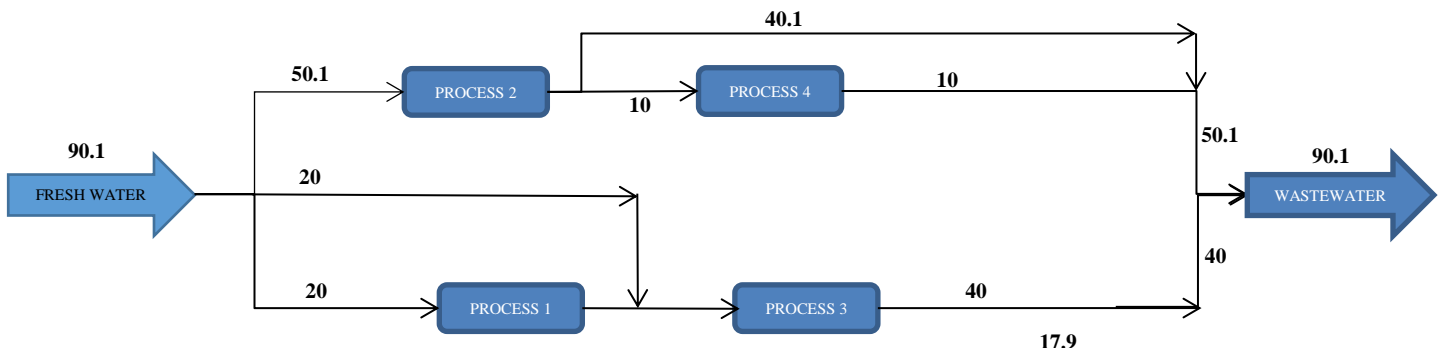 40.1
50.1
PROCESS 2
10
PROCESS 4
10
50.1
90.1
FRESH WATER
20
90.1
WASTEWATER
40
20
PROCESS 1
PROCESS 3
40
17.9